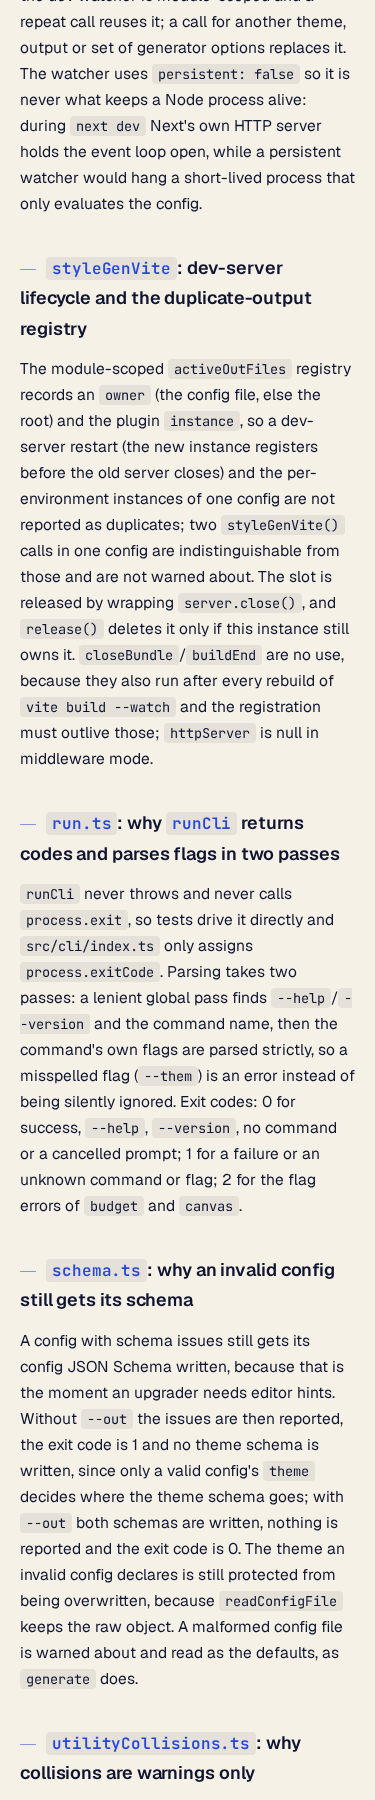 repeat call reuses it; a call for another theme,
output or set of generator options replaces it.
The watcher uses persistent: false so it is
never what keeps a Node process alive:
during next dev Next's own HTTP server
holds the event loop open, while a persistent
watcher would hang a short-lived process that
only evaluates the config.
— styleGenVite: dev-server
lifecycle and the duplicate-output
registry
The module-scoped activeOutFiles registry
records an owner (the config file, else the
root) and the plugin instance, so a dev-
server restart (the new instance registers
before the old server closes) and the per-
environment instances of one config are not
reported as duplicates; two styleGenVite()
calls in one config are indistinguishable from
those and are not warned about. The slot is
released by wrapping server.close(), and
release() deletes it only if this instance still
owns it. closeBundle/buildEnd are no use,
because they also run after every rebuild of
vite build --watch and the registration
must outlive those; httpServer is null in
middleware mode.
— run.ts: why runCli returns
codes and parses flags in two passes
runCli never throws and never calls
process.exit, so tests drive it directly and
src/cli/index.ts only assigns
process.exitCode. Parsing takes two
passes: a lenient global pass finds --help/-
-version and the command name, then the
command's own flags are parsed strictly, so a
misspelled flag (--them) is an error instead of
being silently ignored. Exit codes: 0 for
success, --help, --version, no command
or a cancelled prompt; 1 for a failure or an
unknown command or flag; 2 for the flag
errors of budget and canvas.
— schema.ts: why an invalid config
still gets its schema
A config with schema issues still gets its
config JSON Schema written, because that is
the moment an upgrader needs editor hints.
Without --out the issues are then reported,
the exit code is 1 and no theme schema is
written, since only a valid config's theme
decides where the theme schema goes; with
--out both schemas are written, nothing is
reported and the exit code is 0. The theme an
invalid config declares is still protected from
being overwritten, because readConfigFile
keeps the raw object. A malformed config file
is warned about and read as the defaults, as
generate does.
— utilityCollisions.ts: why
collisions are warnings only